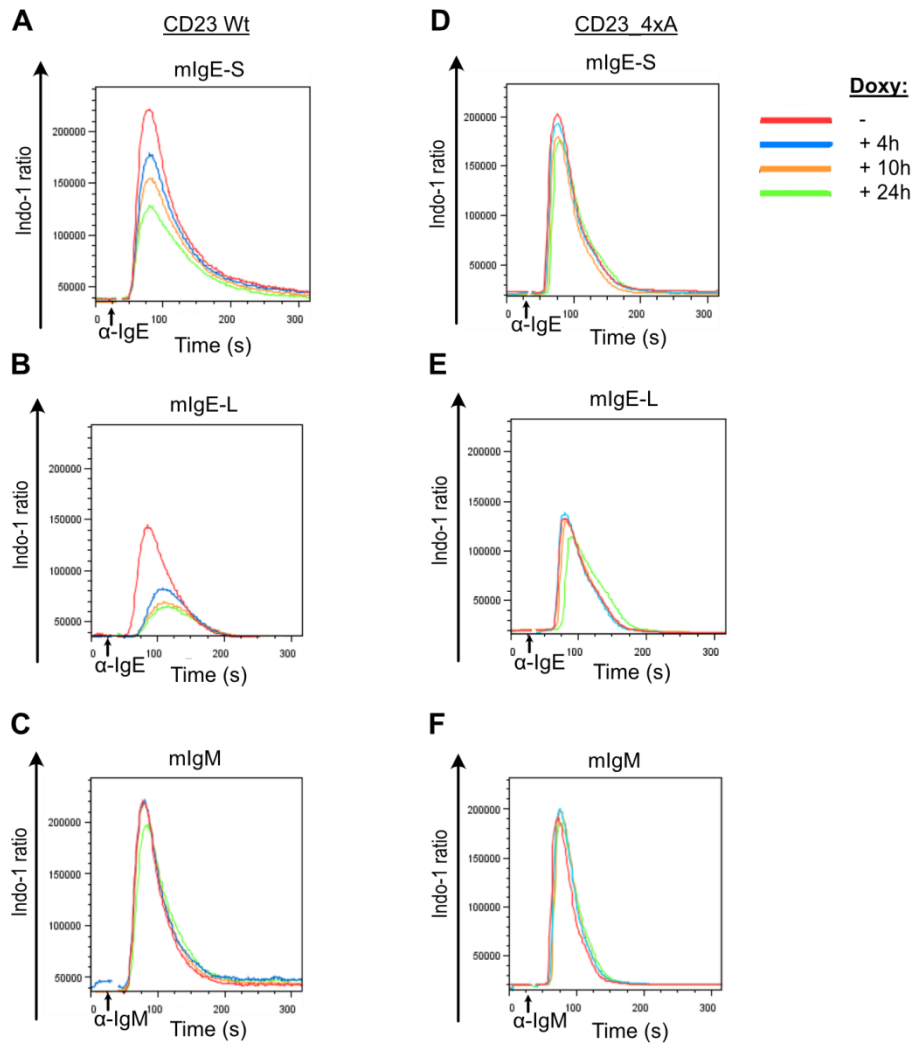 A
CD23 Wt
mIgE-S
Indo-1 ratio
200000
150000
100000
50000
0 100 200 300
α-IgE
Time (s)
D
CD23_4xA
mIgE-S
Indo-1 ratio
200000
150000
100000
50000
0 100 200 300
α-IgE
Time (s)
Doxy:
-
+ 4h
+ 10h
+ 24h
B
mIgE-L
Indo-1 ratio
200000
150000
100000
50000
0 100 200 300
α-IgE
Time (s)
E
mIgE-L
Indo-1 ratio
200000
150000
100000
50000
0 100 200 300
α-IgE
Time (s)
C
mIgM
Indo-1 ratio
200000
150000
100000
50000
0 100 200 300
α-IgM
Time (s)
F
mIgM
Indo-1 ratio
200000
150000
100000
50000
0 100 200 300
α-IgM
Time (s)